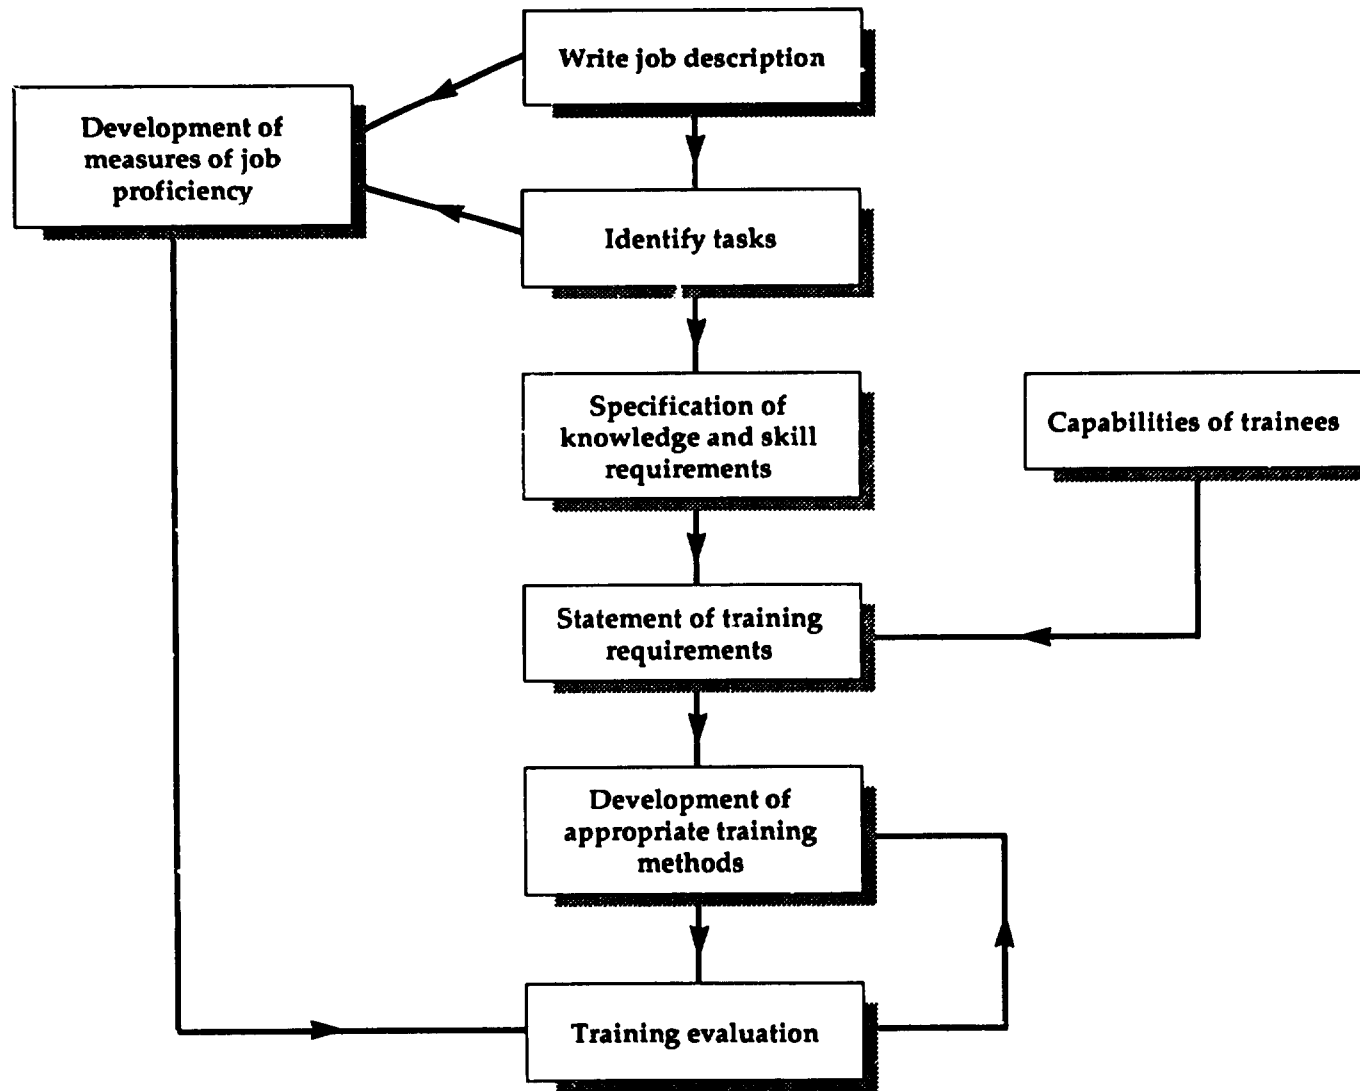 Write job description
Development of
measures of job
proficiency
Identify tasks
Specification of
knowledge and skill
requirements
Capabilities of trainees
Statement of training
requirements
Development of
appropriate training
methods
Training evaluation